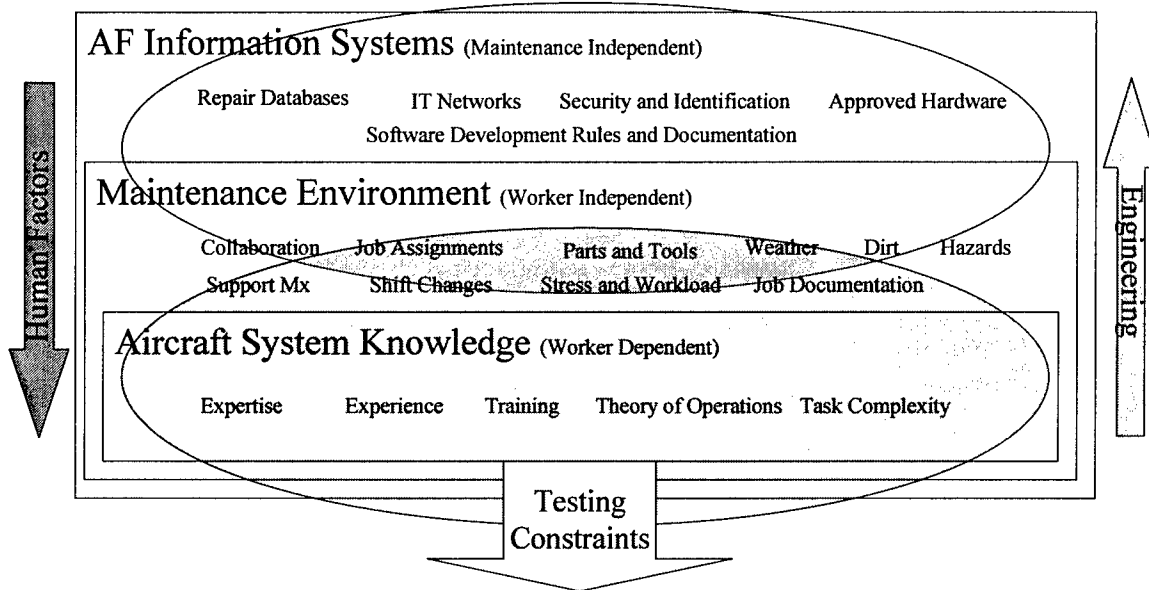 AF Information Systems (Maintenance Independent)
Repair Databases IT Networks Security and Identification Approved Hardware
Software Development Rules and Documentation
Human Factors
Engineering
Maintenance Environment (Worker Independent)
Collaboration Job Assignments Parts and Tools Weather Dirt Hazards
Support Mx Shift Changes Stress and Workload Job Documentation
Aircraft System Knowledge (Worker Dependent)
Expertise Experience Training Theory of Operations Task Complexity
Testing
Constraints